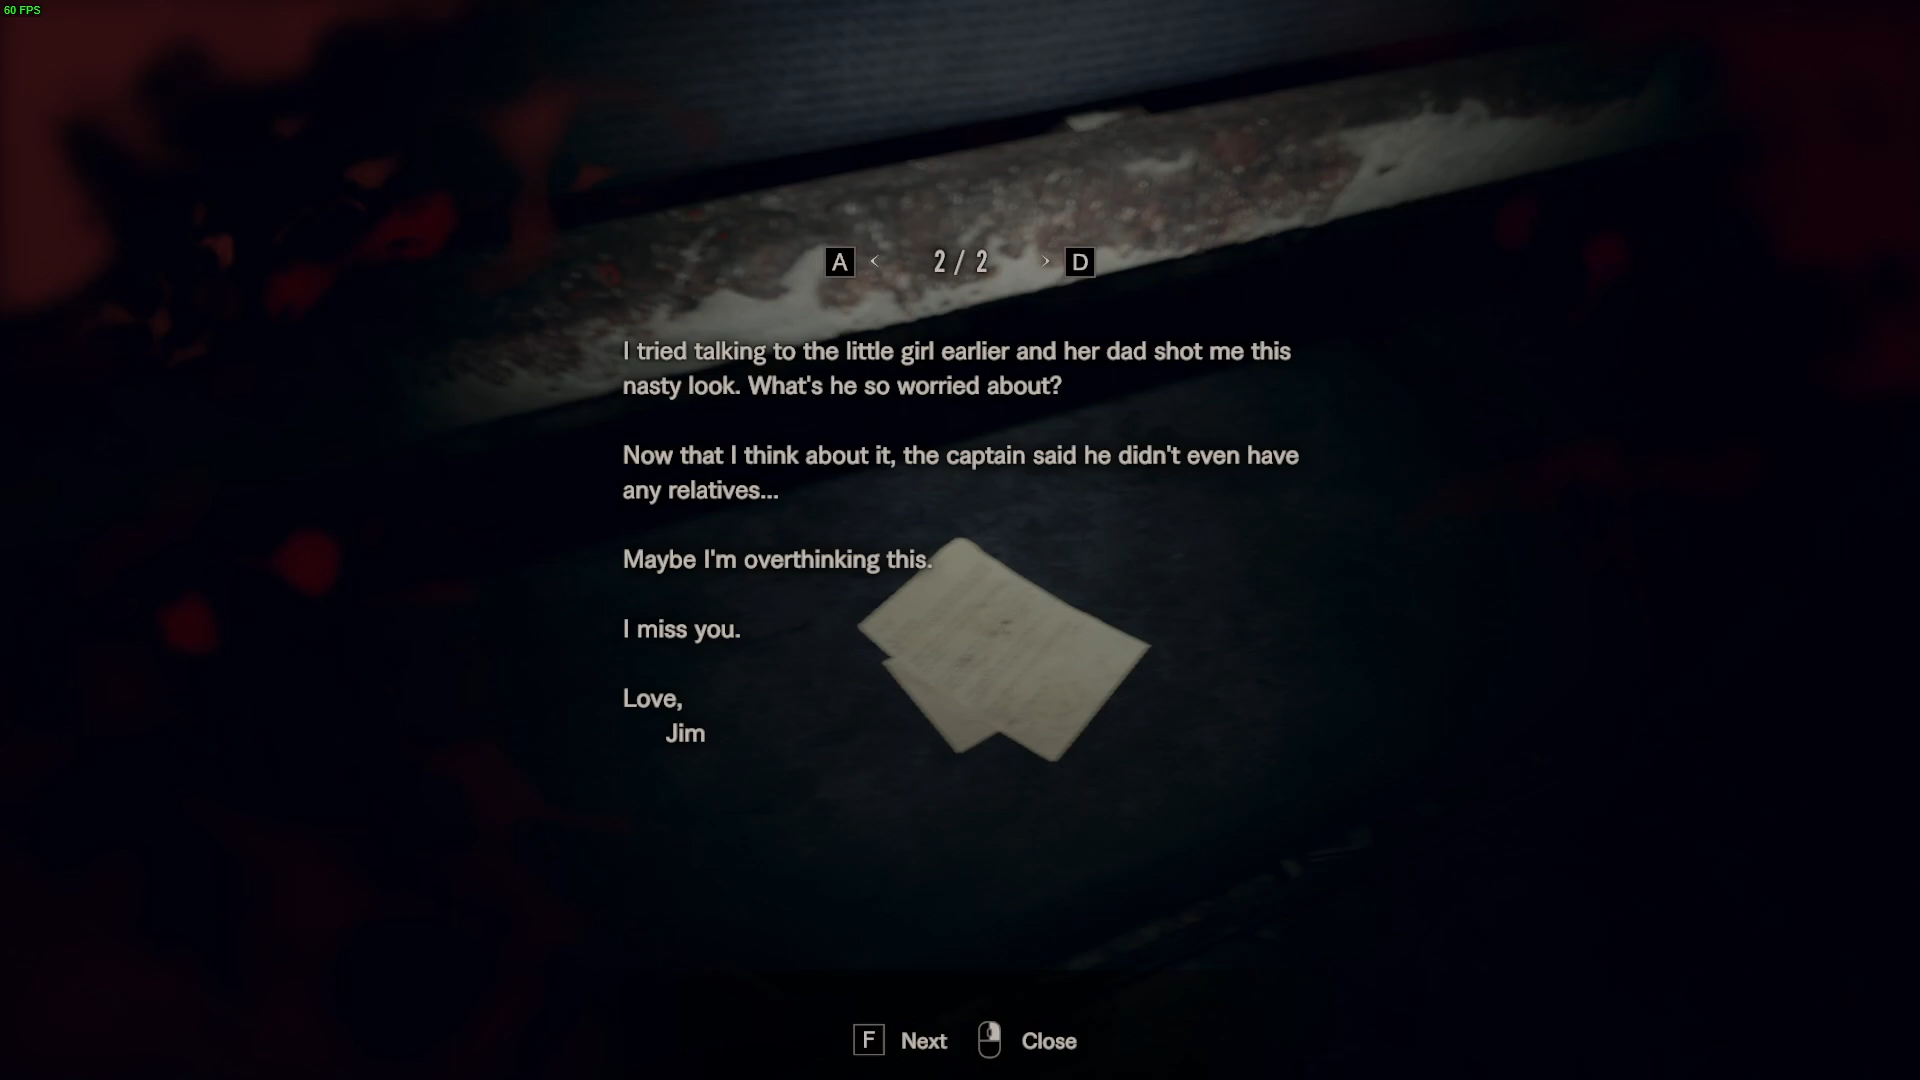 60 FPS
A < 2 / 2 > D
I tried talking to the little girl earlier and her dad shot me this
nasty look. What's he so worried about?
Now that I think about it, the captain said he didn't even have
any relatives...
Maybe I'm overthinking this.
I miss you.
Love,
Jim
F Next Close